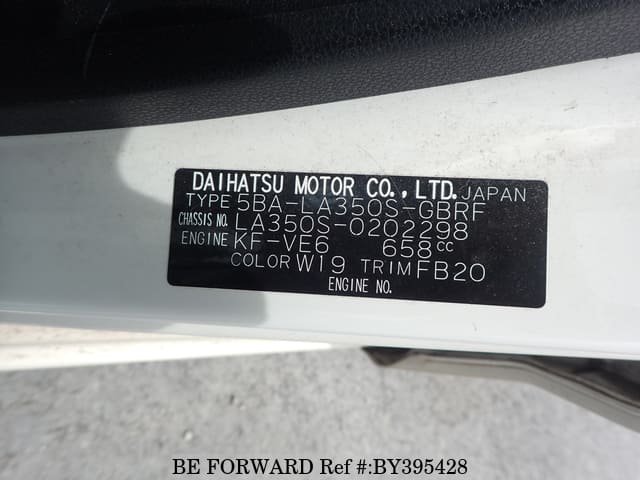 DAIHATSU MOTOR CO.,LTD. JAPAN
TYPE 5BA-LA350S-GBRF
CHASSIS NO. LA350S-0202298
ENGINE KF-VE6 658cc
COLOR W19 TRIM FB20
ENGINE NO.
BE FORWARD Ref #:BY395428